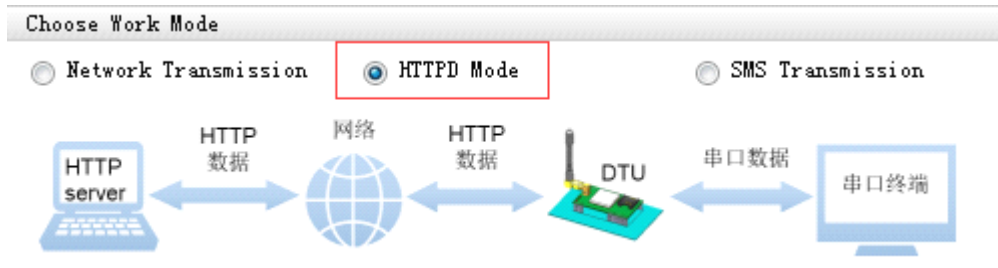 Choose Work Mode
Network Transmission
HTTPD Mode
SMS Transmission
HTTP
server
HTTP
数据
网络
HTTP
数据
DTU
串口数据
串口终端